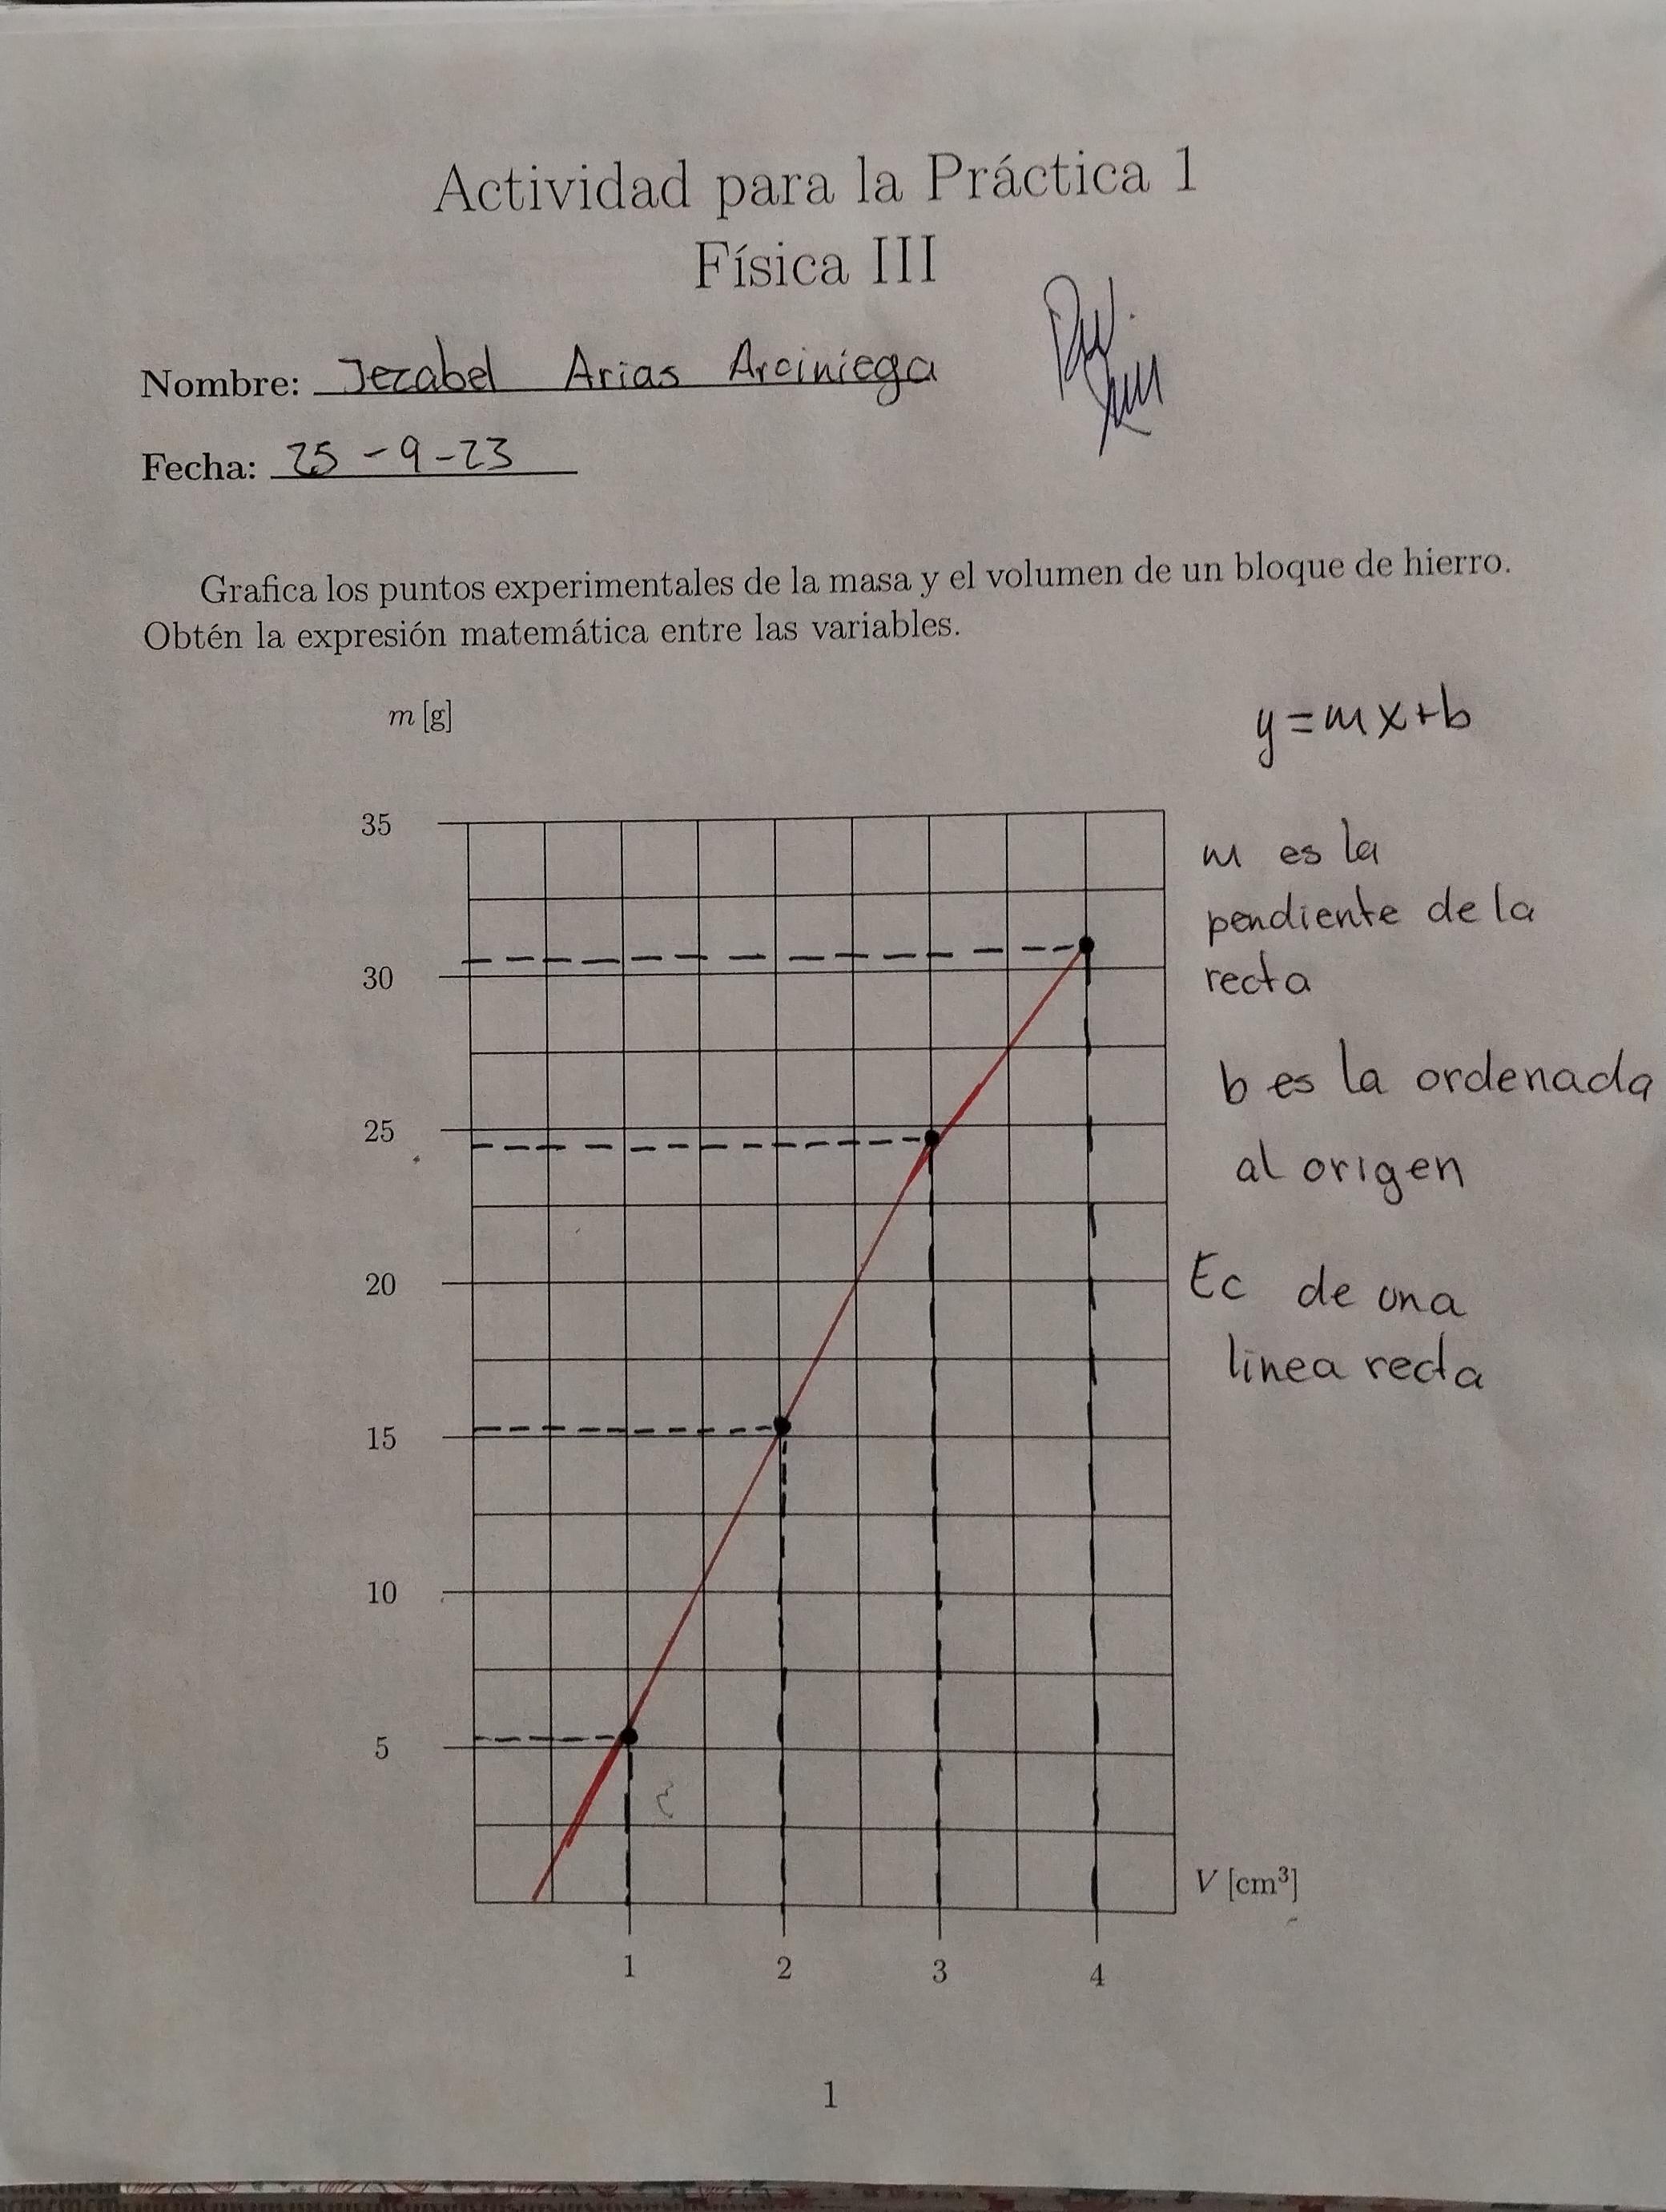 Actividad para la Práctica 1
Física III
Nombre: Jezabel Arias Arciniega
Fecha: 25-9-23
Grafica los puntos experimentales de la masa y el volumen de un bloque de hierro.
Obtén la expresión matemática entre las variables.
m [g]
y = mx+b
35
m es la
pendiente de la
30
recta
b es la ordenada
25
al origen
20
Ec de una
linea recta
15
10
5
V [cm³]
1 2 3 4
1